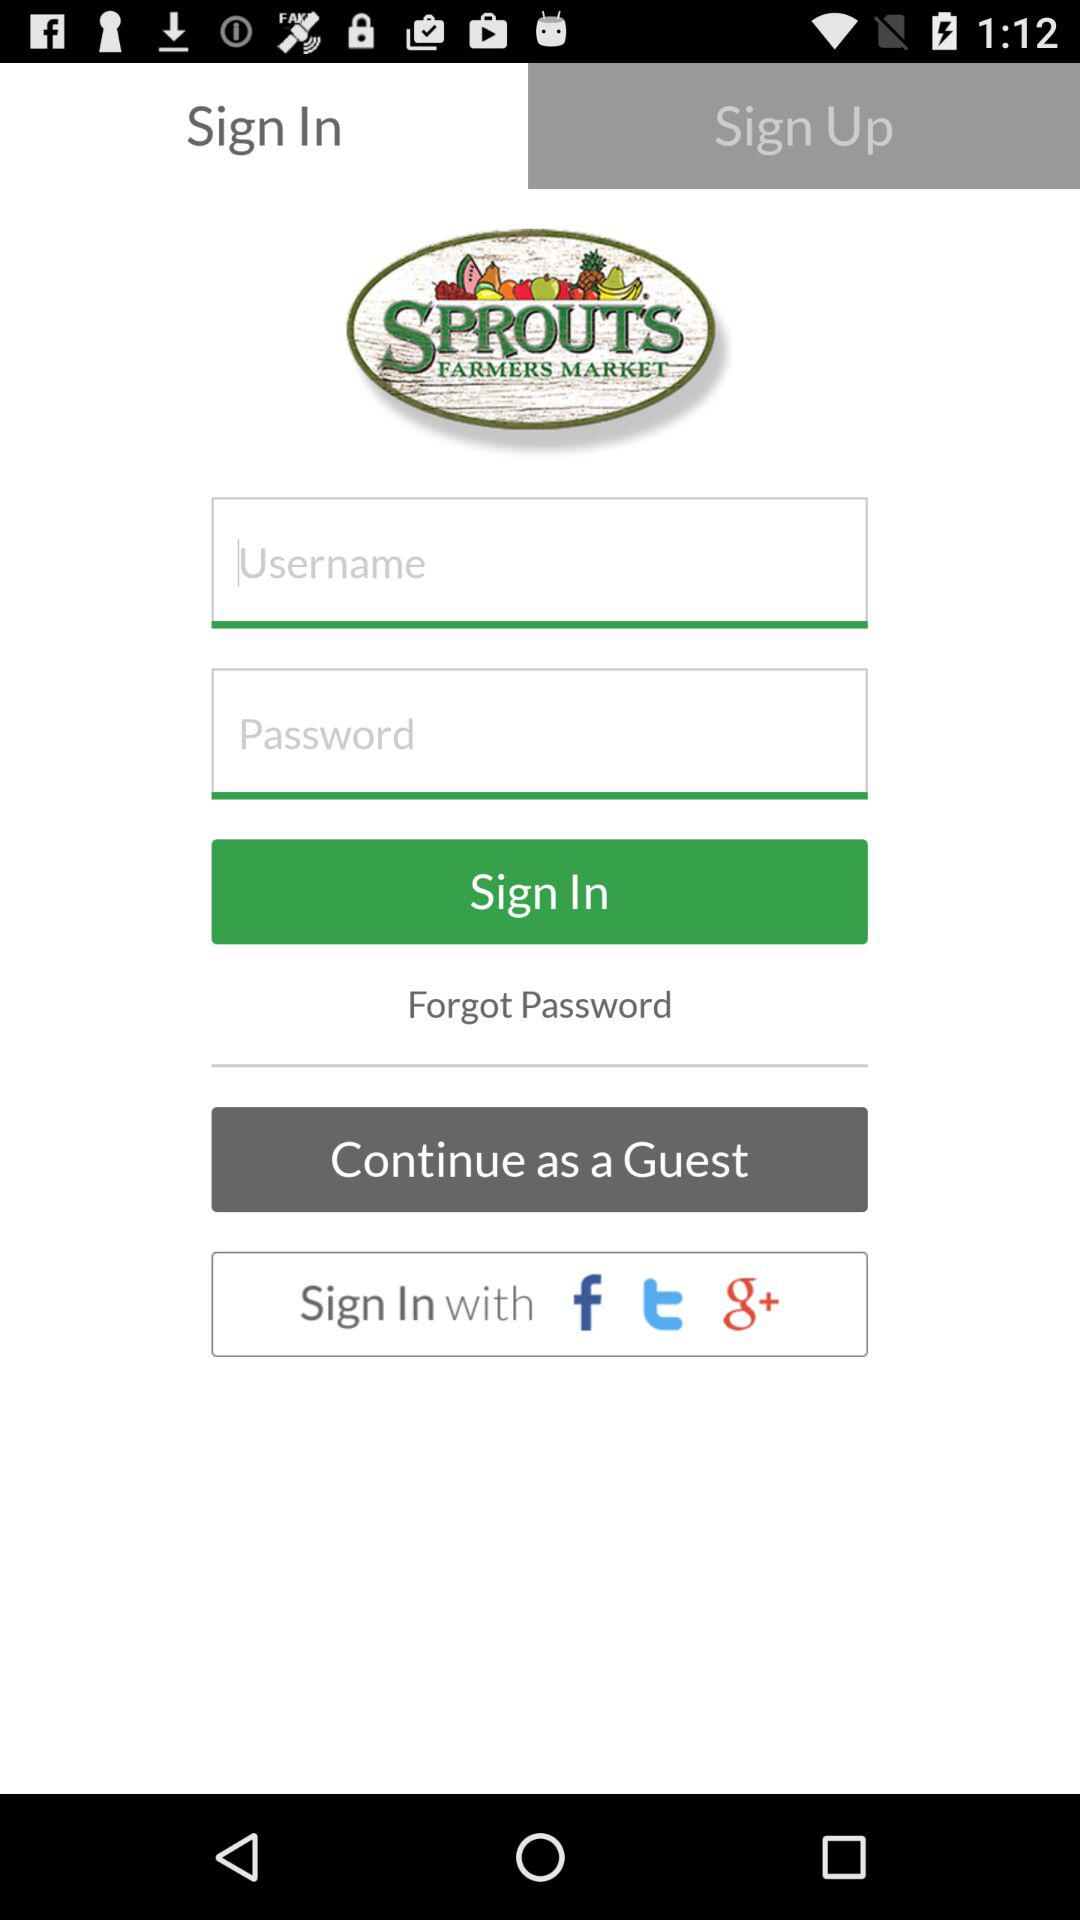 FAKE
1:12
Sign In
Sign Up
SPROUTS
FARMERS MARKET
Username
Password
Sign In
Forgot Password
Continue as a Guest
Sign In with f t g+